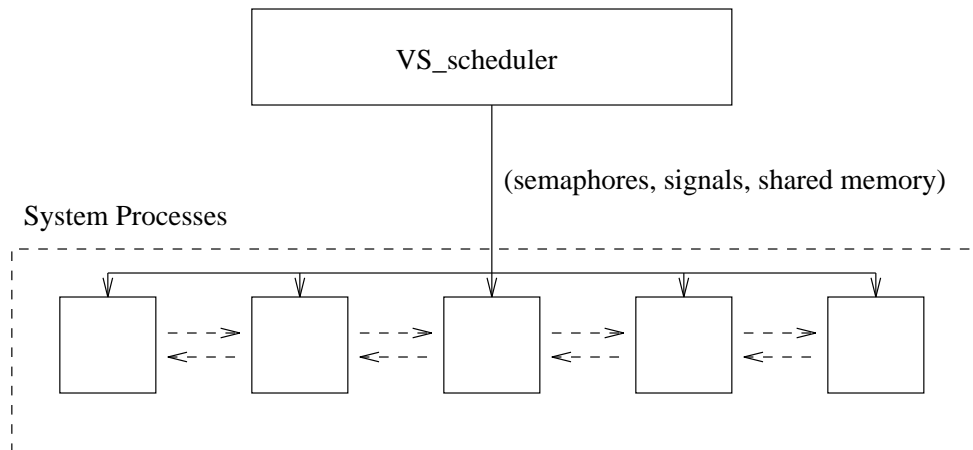 VS_scheduler
(semaphores, signals, shared memory)
System Processes